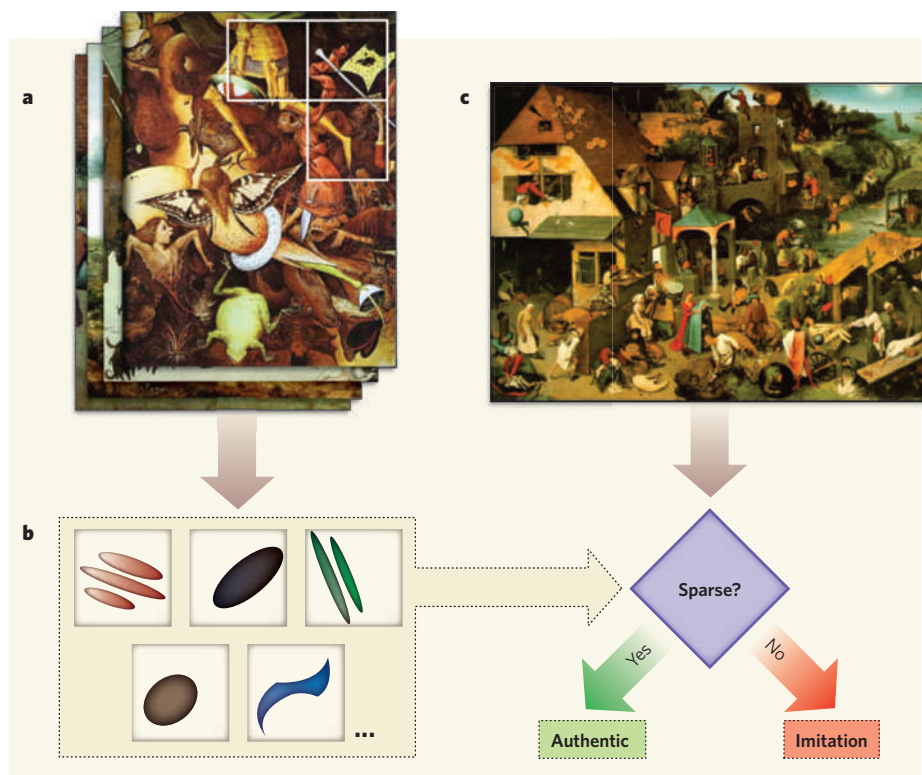 a
c
b
Sparse?
Yes
No
...
Authentic
Imitation